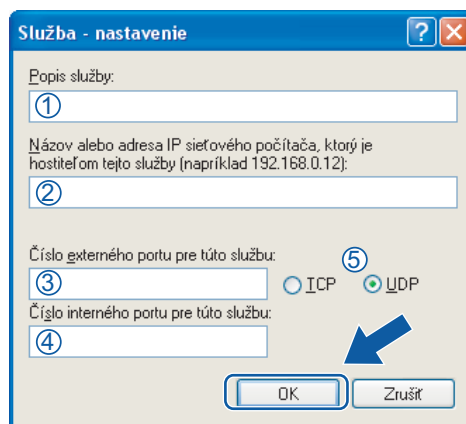 Služba - nastavenie
Popis služby:
①
Názov alebo adresa IP sieťového počítača, ktorý je
hostiteľom tejto služby (napríklad 192.168.0.12):
②
Číslo externého portu pre túto službu:
③
⑤
TCP
UDP
Číslo interného portu pre túto službu:
④
OK
Zrušiť